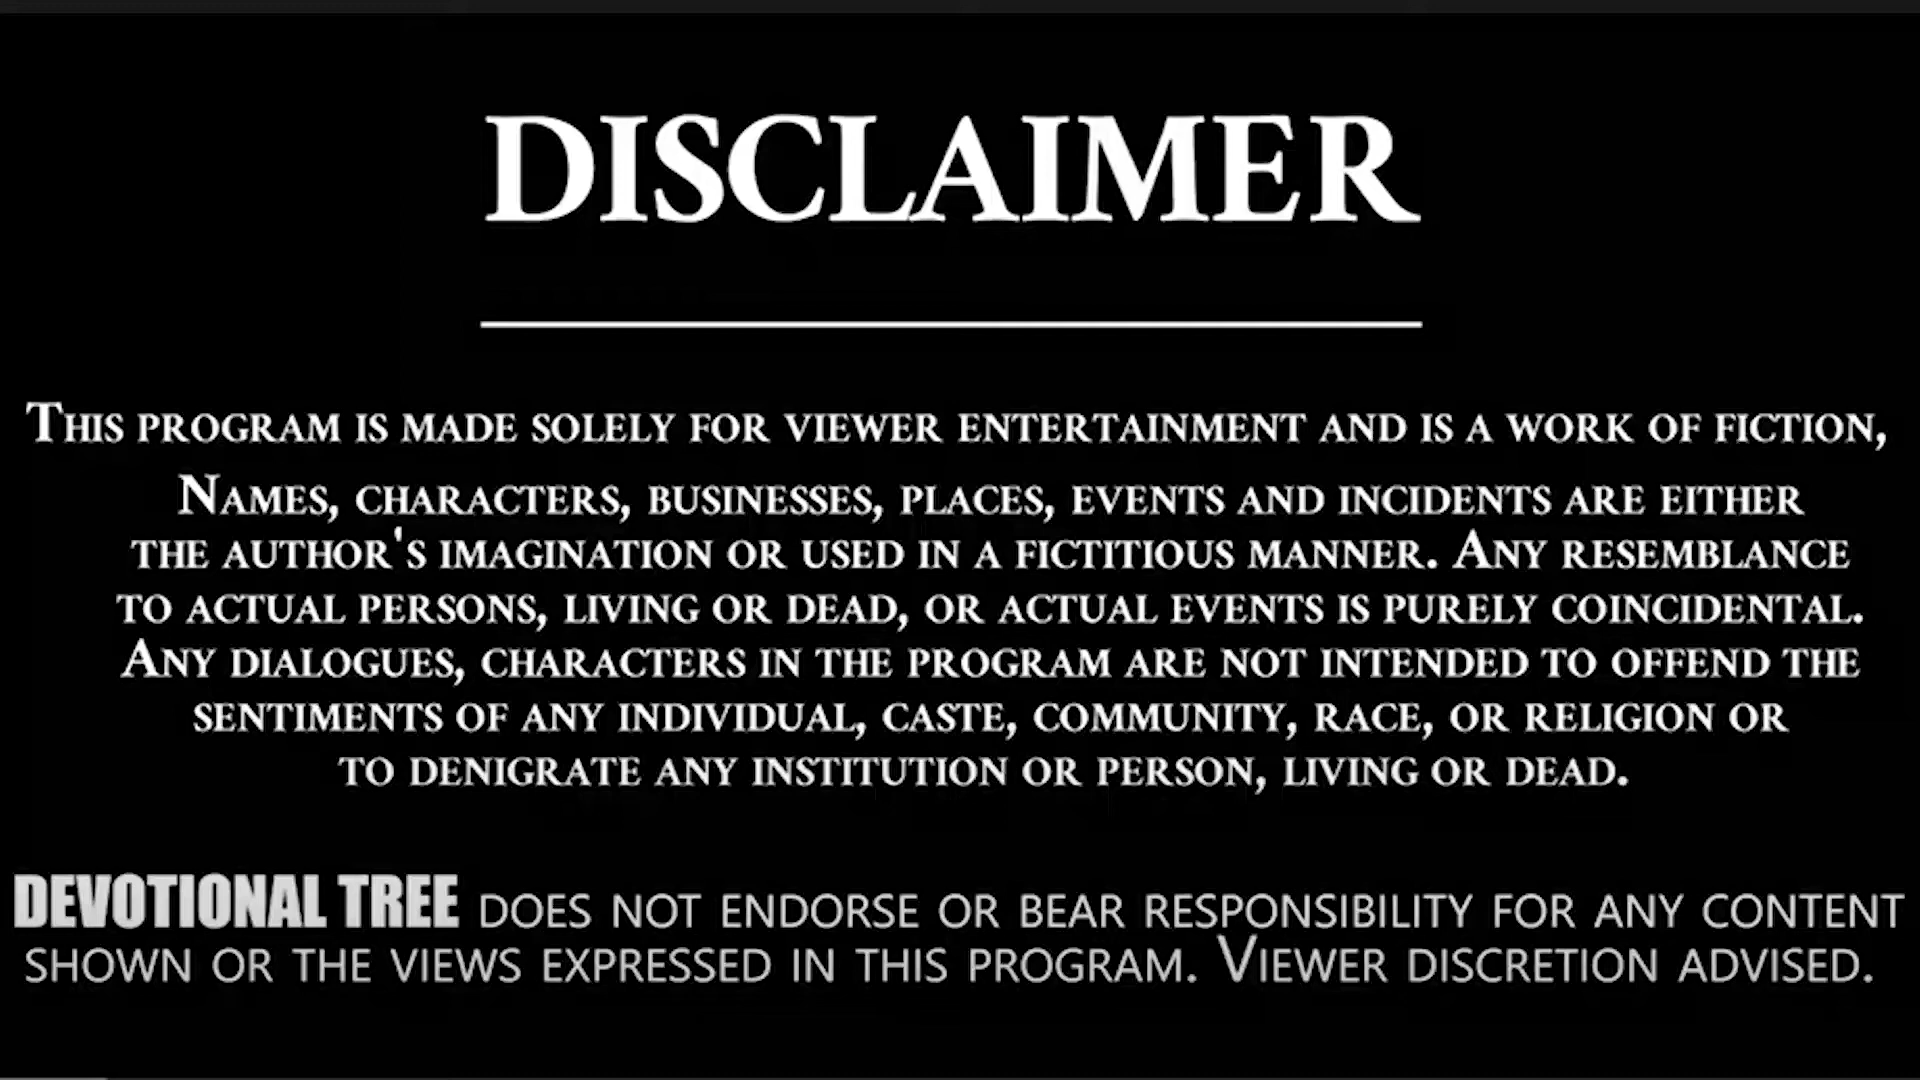 DISCLAIMER
This program is made solely for viewer entertainment and is a work of fiction,
Names, characters, businesses, places, events and incidents are either
the author's imagination or used in a fictitious manner. Any resemblance
to actual persons, living or dead, or actual events is purely coincidental.
Any dialogues, characters in the program are not intended to offend the
sentiments of any individual, caste, community, race, or religion or
to denigrate any institution or person, living or dead.
DEVOTIONAL TREE does not endorse or bear responsibility for any content
shown or the views expressed in this program. Viewer discretion advised.